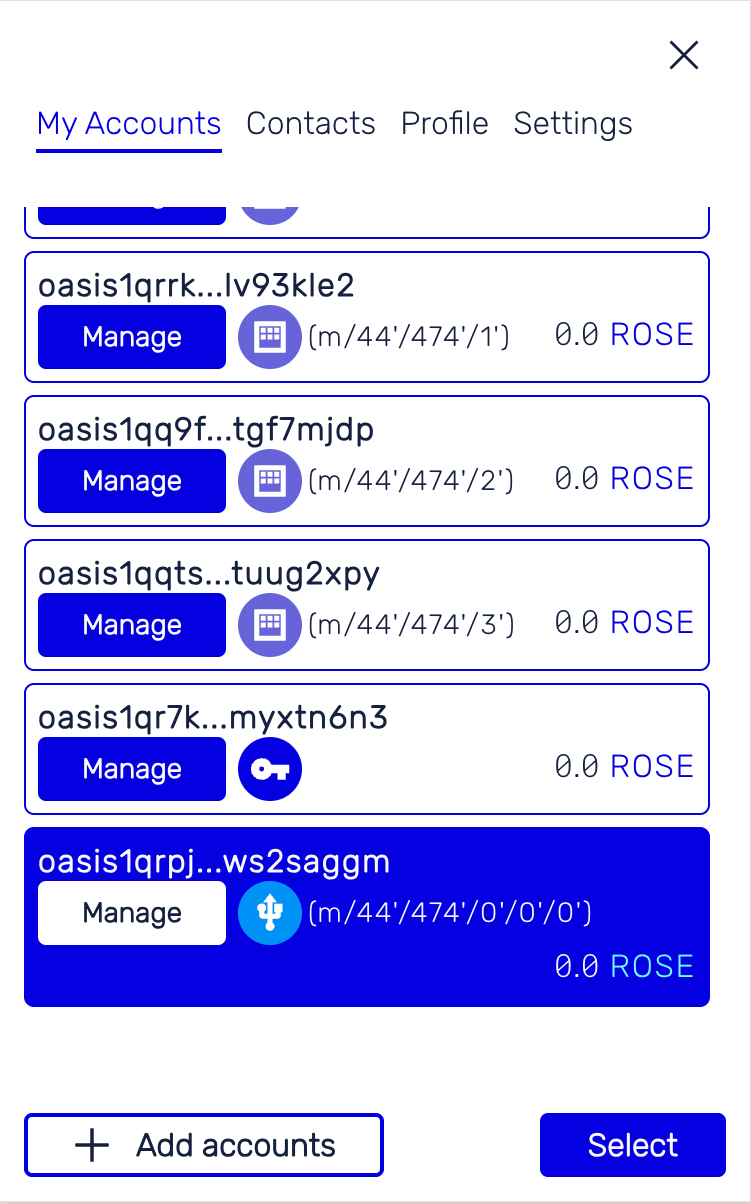 My Accounts Contacts Profile Settings
oasis1qrrk...lv93kle2
Manage (m/44'/474'/1') 0.0 ROSE
oasis1qq9f...tgf7mjdp
Manage (m/44'/474'/2') 0.0 ROSE
oasis1qqts...tuug2xpy
Manage (m/44'/474'/3') 0.0 ROSE
oasis1qr7k...myxtn6n3
Manage 0.0 ROSE
oasis1qrpj...ws2saggm
Manage (m/44'/474'/0'/0'/0')
0.0 ROSE
Add accounts Select